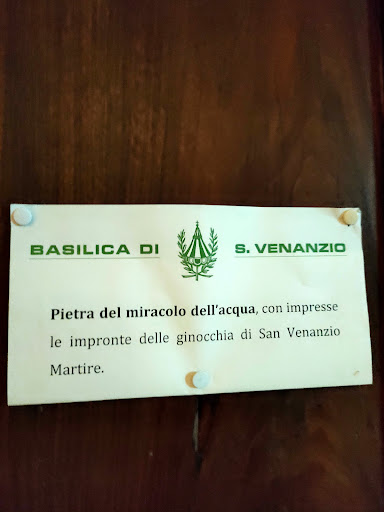 BASILICA DI S. VENANZIO
Pietra del miracolo dell'acqua, con impresse
le impronte delle ginocchia di San Venanzio
Martire.